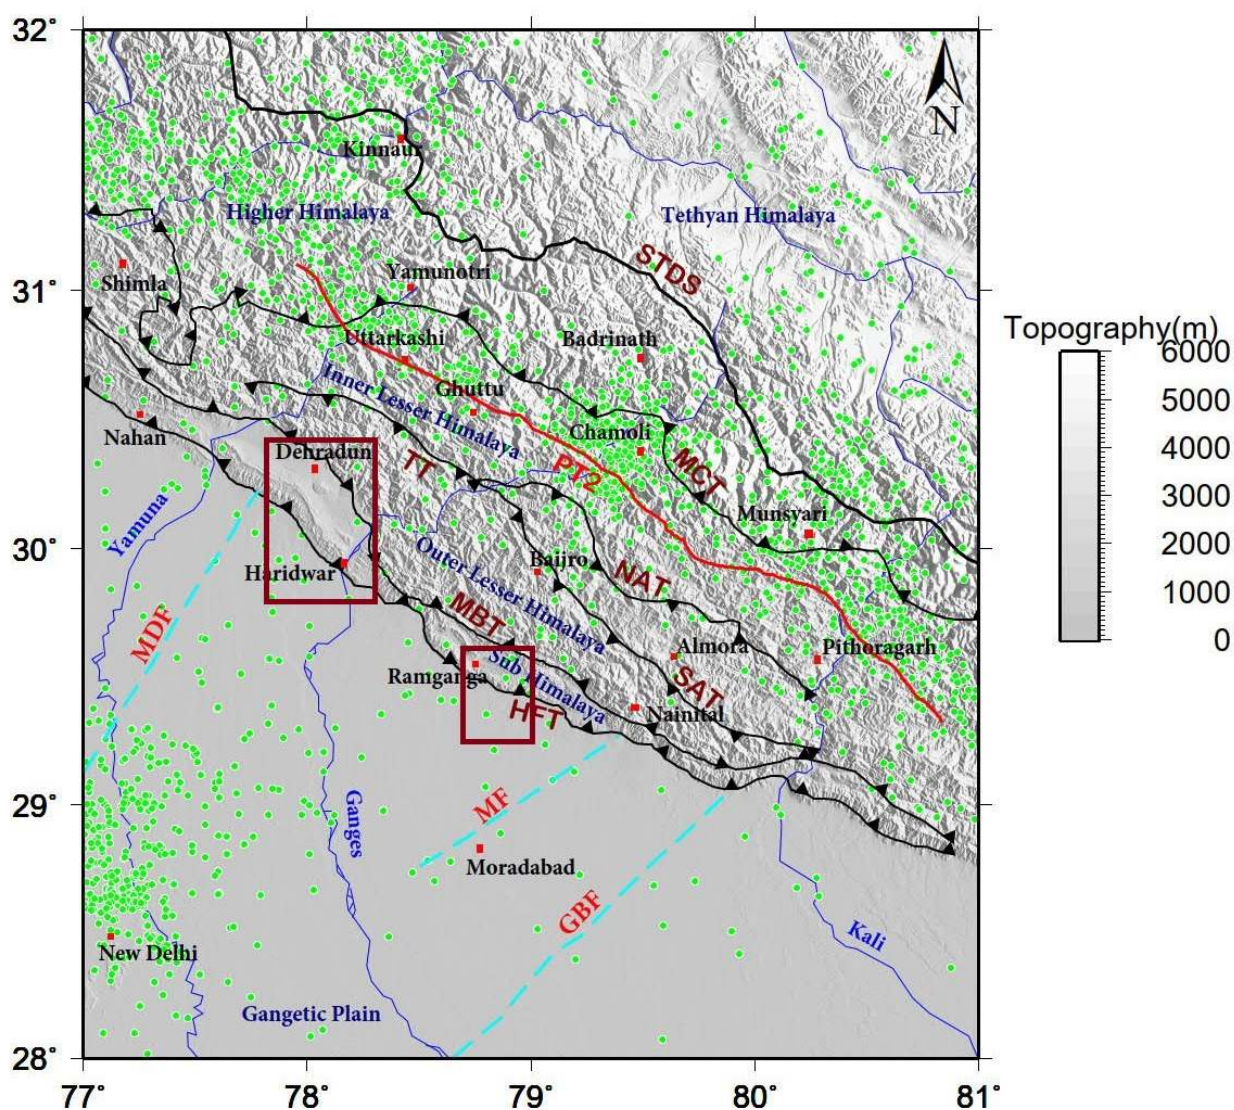 32°
N
Kinnaur
Higher Himalaya
Tethyan Himalaya
STDS
Shimla
Yamunotri
31°
Topography(m)
6000
5000
4000
3000
2000
1000
0
Uttarkashi
Badrinath
Inner Lesser Himalaya
Ghuttu
Nahan
Chamoli
Dehradun
TT
PT2
MCT
Yamuna
Munsyari
30°
Haridwar
Outer Lesser Himalaya
Baijro
NAT
MDF
MBT
Almora
Pithoragarh
Ramganga
Sub Himalaya
SAT
HFT
Nainital
29°
MF
Ganges
Moradabad
GBF
New Delhi
Kali
Gangetic Plain
28°
77°
78°
79°
80°
81°